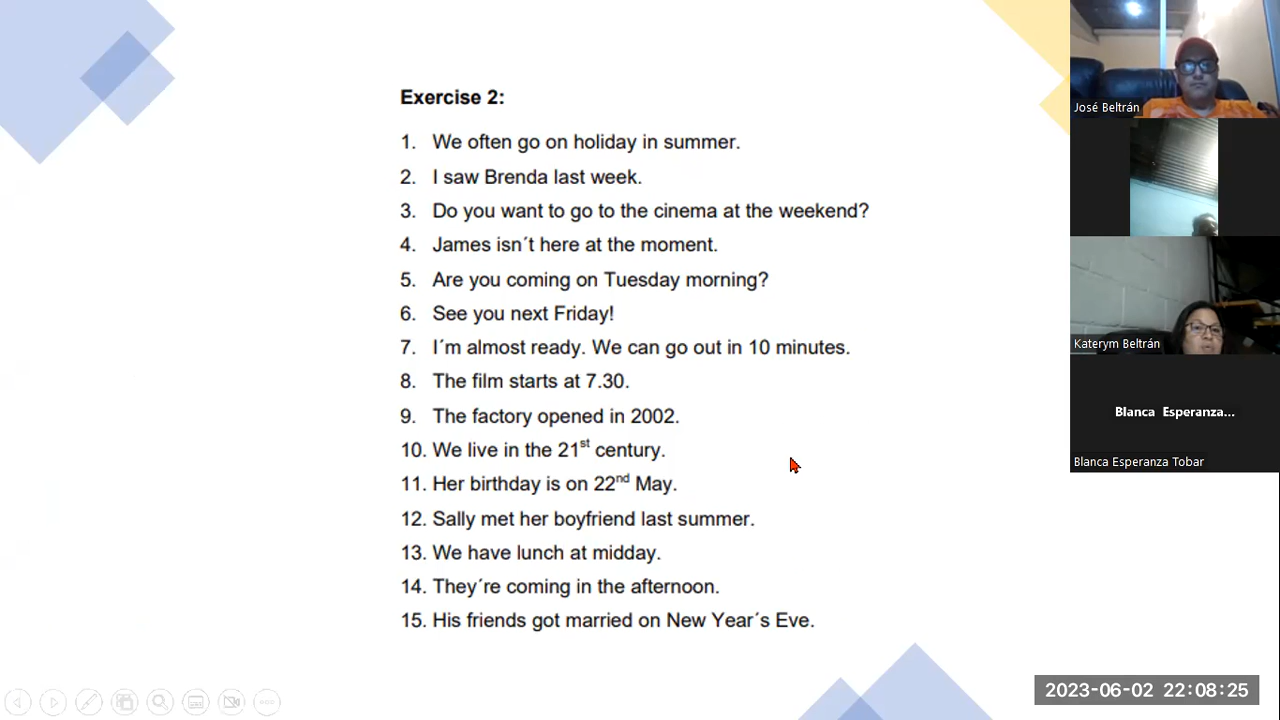 Exercise 2:
1. We often go on holiday in summer.
2. I saw Brenda last week.
3. Do you want to go to the cinema at the weekend?
4. James isn´t here at the moment.
5. Are you coming on Tuesday morning?
6. See you next Friday!
7. I´m almost ready. We can go out in 10 minutes.
8. The film starts at 7.30.
9. The factory opened in 2002.
10. We live in the 21st century.
11. Her birthday is on 22nd May.
12. Sally met her boyfriend last summer.
13. We have lunch at midday.
14. They´re coming in the afternoon.
15. His friends got married on New Year´s Eve.
José Beltrán
Katerym Beltrán
Blanca Esperanza...
Blanca Esperanza Tobar
2023-06-02 22:08:25